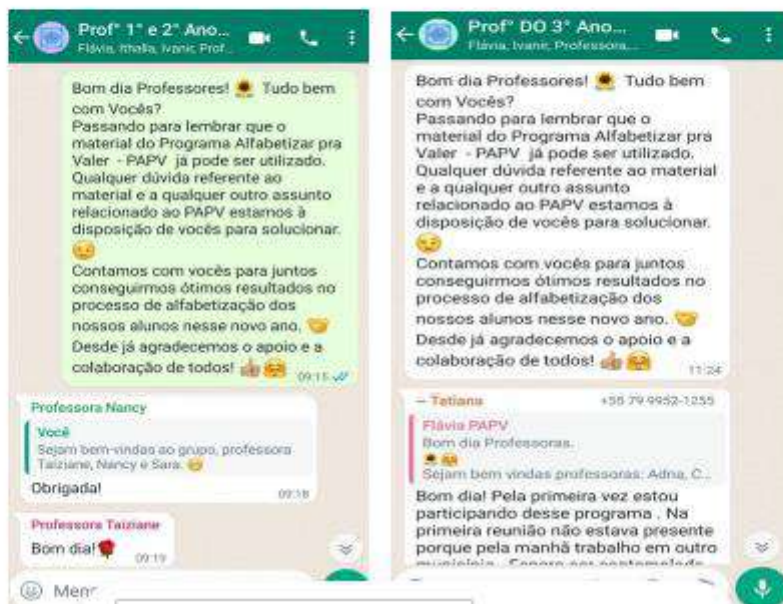 Prof° 1° e 2° Ano...
Flávia, Ithalla, Ivanir, Prof...
Bom dia Professores! 🌻 Tudo bem
com Vocês?
Passando para lembrar que o
material do Programa Alfabetizar pra
Valer - PAPV já pode ser utilizado.
Qualquer dúvida referente ao
material e a qualquer outro assunto
relacionado ao PAPV estamos à
disposição de vocês para solucionar.
Contamos com vocês para juntos
conseguirmos ótimos resultados no
processo de alfabetização dos
nossos alunos nesse novo ano.
Desde já agradecemos o apoio e a
colaboração de todos!
09:15
Professora Nancy
Você
Sejam bem-vindas ao grupo, professora
Taiziane, Nancy e Sara.
Obrigada!
09:18
Professora Taiziane
Bom dia!🌹
09:19
Prof° DO 3° Ano...
Flávia, Ivanir, Professora,...
Bom dia Professores! 🌻 Tudo bem
com Vocês?
Passando para lembrar que o
material do Programa Alfabetizar pra
Valer - PAPV já pode ser utilizado.
Qualquer dúvida referente ao material
e a qualquer outro assunto
relacionado ao PAPV estamos à
disposição de vocês para solucionar.
Contamos com vocês para juntos
conseguirmos ótimos resultados no
processo de alfabetização dos
nossos alunos nesse novo ano.
Desde já agradecemos o apoio e a
colaboração de todos!
11:24
~ Tatiana +55 79 9952-1255
Flávia PAPV
Bom dia Professoras.
Sejam bem vindas professoras: Adna, C...
Bom dia! Pela primeira vez estou
participando desse programa . Na
primeira reunião não estava presente
porque pela manhã trabalho em outro